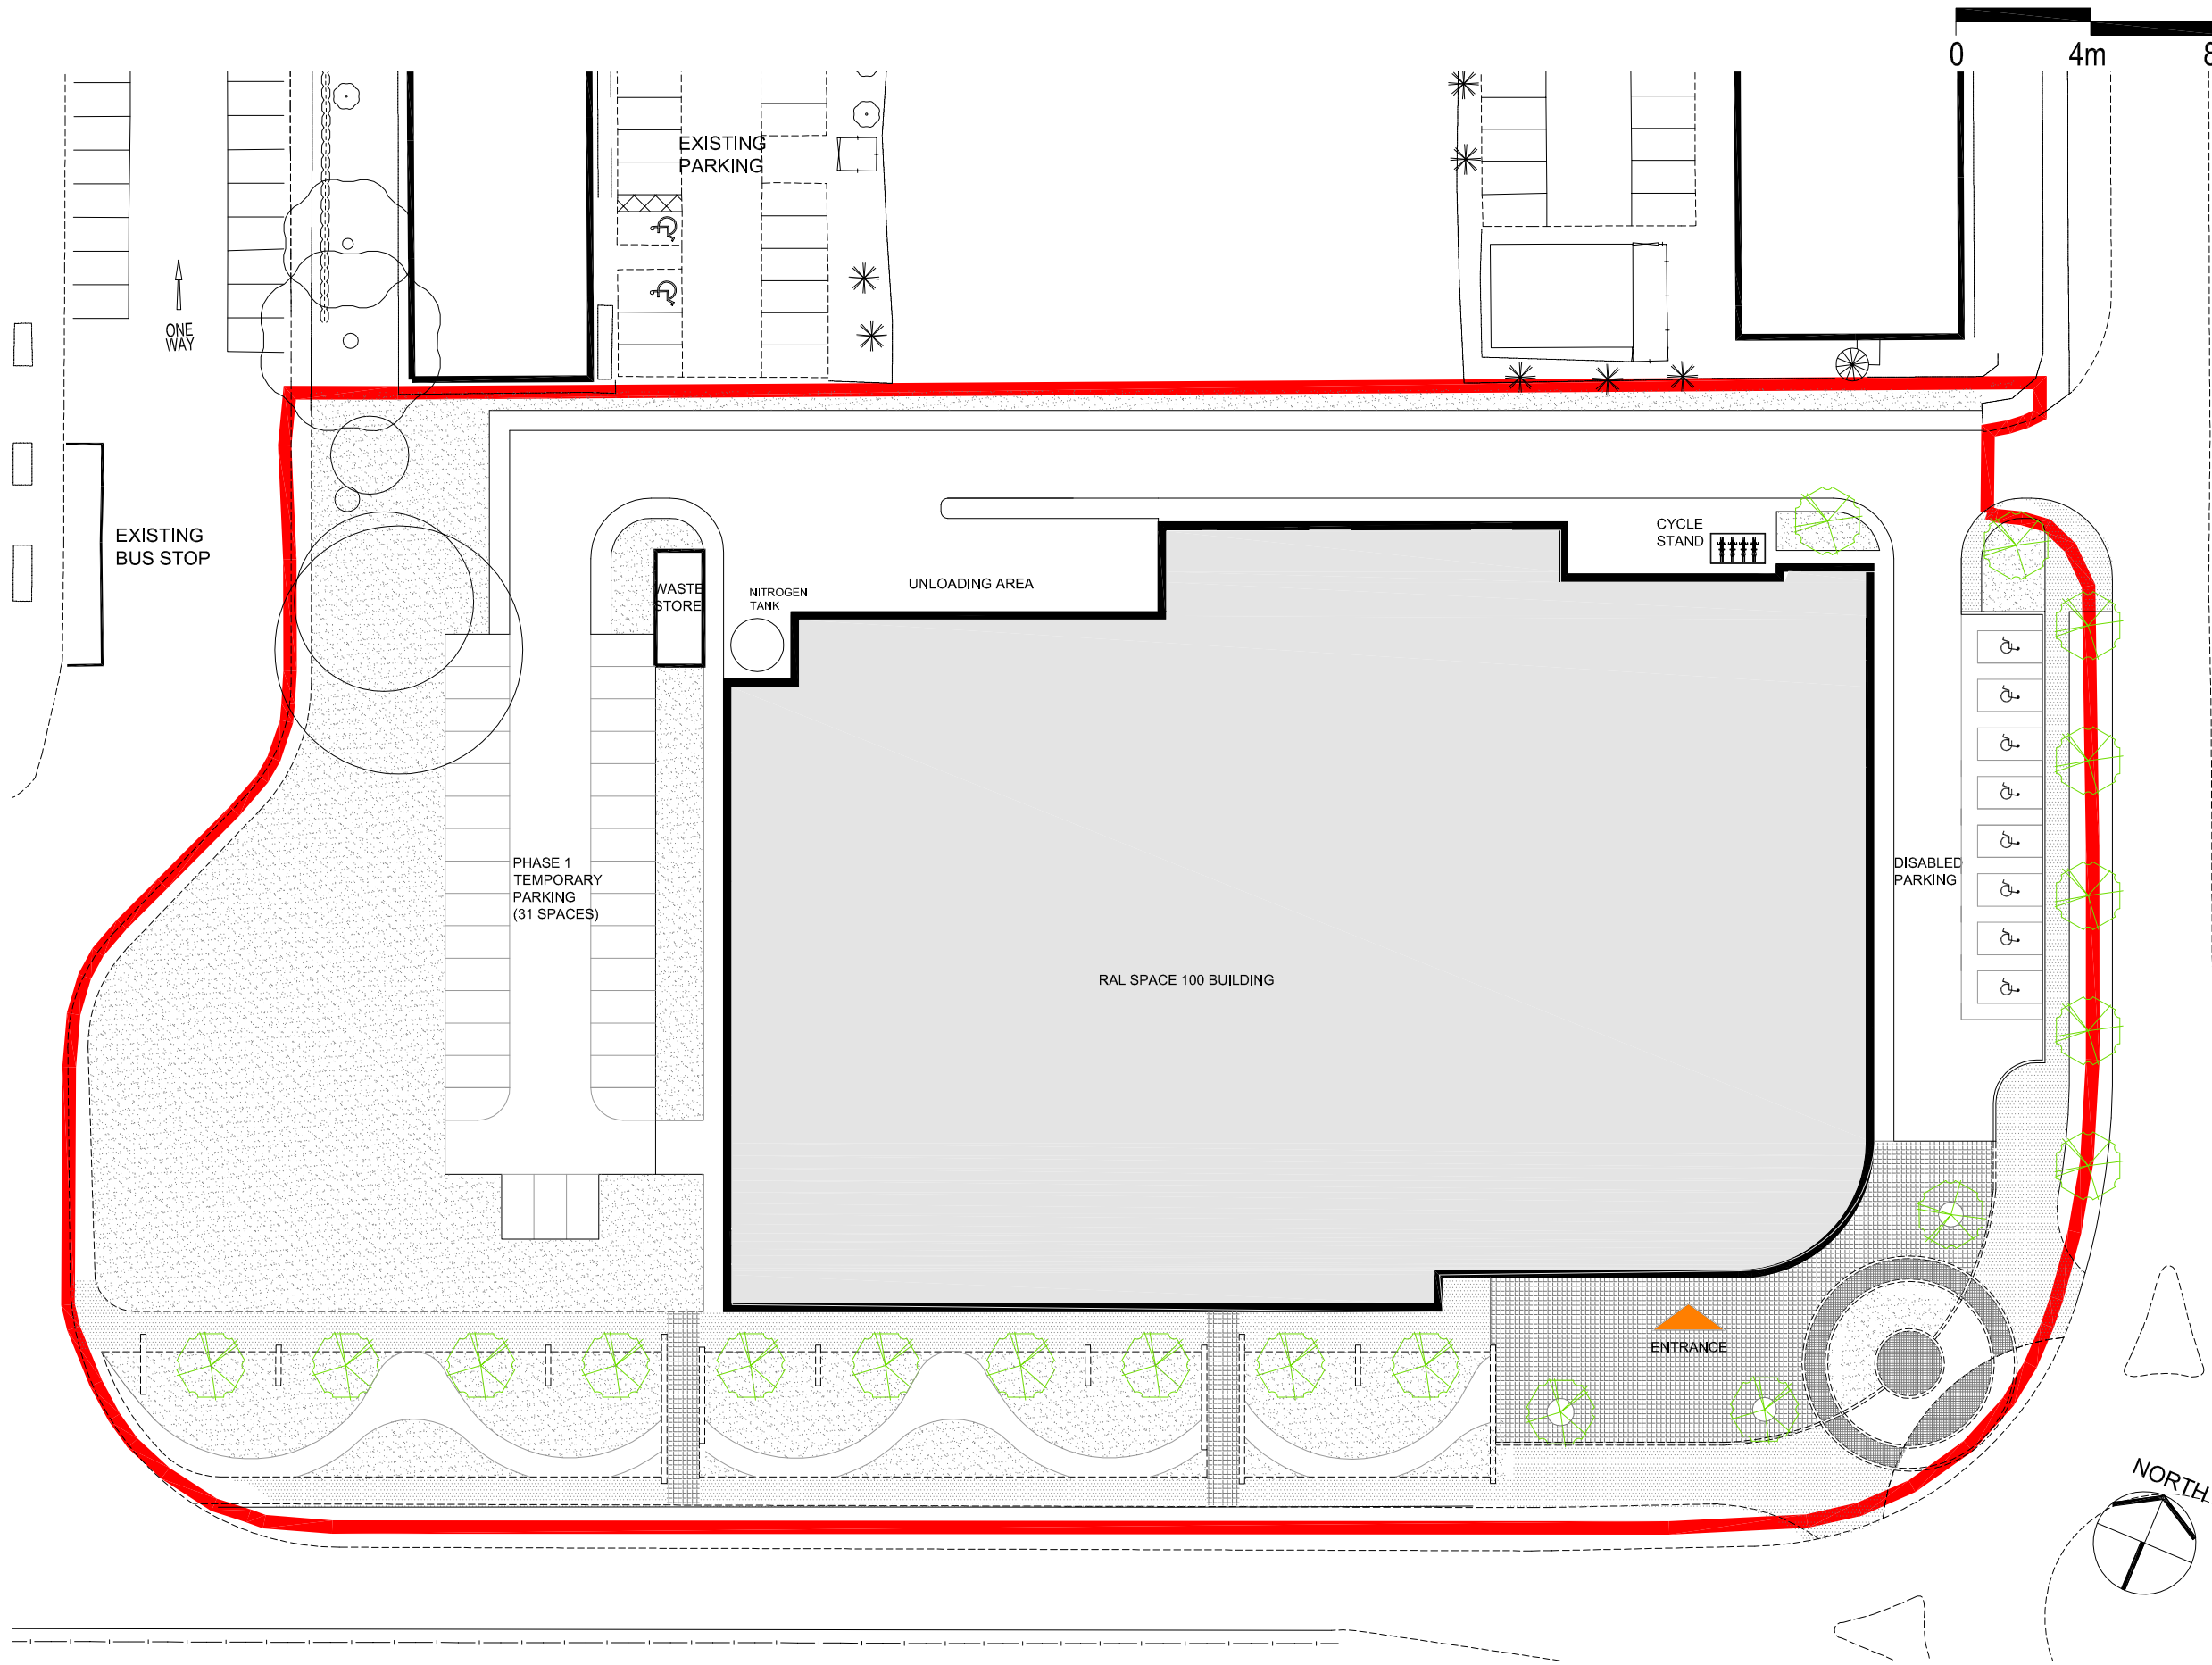 0 4m 8
EXISTING
PARKING
ONE
WAY
EXISTING
BUS STOP
CYCLE
STAND
WASTE
STORE
NITROGEN
TANK
UNLOADING AREA
PHASE 1
TEMPORARY
PARKING
(31 SPACES)
DISABLED
PARKING
RAL SPACE 100 BUILDING
ENTRANCE
NORTH